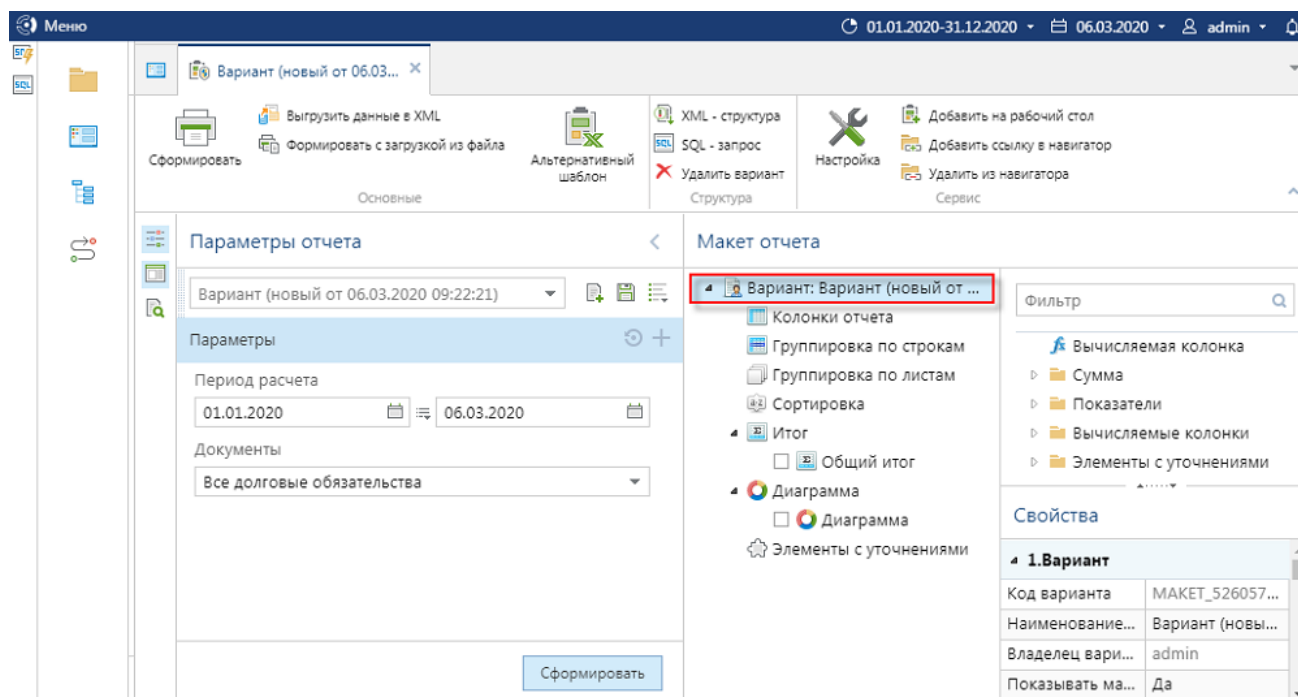 Меню
01.01.2020-31.12.2020
06.03.2020
admin
SQL
SQL
Вариант (новый от 06.03...
Сформировать
Выгрузить данные в XML
Формировать с загрузкой из файла
Альтернативный шаблон
Основные
XML - структура
SQL - запрос
Удалить вариант
Структура
Настройка
Добавить на рабочий стол
Добавить ссылку в навигатор
Удалить из навигатора
Сервис
Параметры отчета
Вариант (новый от 06.03.2020 09:22:21)
Параметры
Период расчета
01.01.2020
06.03.2020
Документы
Все долговые обязательства
Сформировать
Макет отчета
Вариант: Вариант (новый от ...
Колонки отчета
Группировка по строкам
Группировка по листам
Сортировка
Итог
Общий итог
Диаграмма
Диаграмма
Элементы с уточнениями
Фильтр
Вычисляемая колонка
Сумма
Показатели
Вычисляемые колонки
Элементы с уточнениями
Свойства
1.Вариант
Код варианта МАКЕТ_526057...
Наименование... Вариант (новы...
Владелец вари... admin
Показывать ма... Да